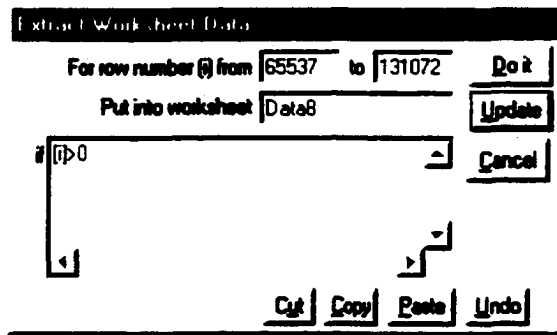 Extract Worksheet Data
For row number (i) from 65537 to 131072 Do it
Put into worksheet Data8 Update
if (i)>0 Cancel
Cut Copy Paste Undo